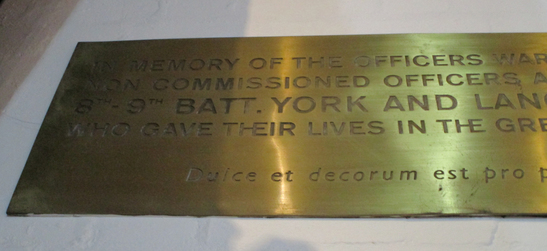 IN MEMORY OF THE OFFICERS WAR
NON COMMISSIONED OFFICERS A
8TH-9TH BATT. YORK AND LANC
WHO GAVE THEIR LIVES IN THE GRE
Dulce et decorum est pro p